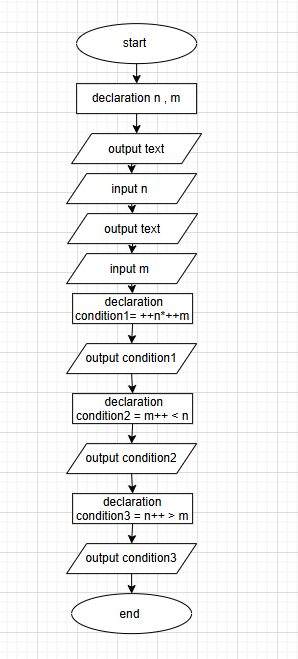 start
declaration n , m
output text
input n
output text
input m
declaration
condition1= ++n*++m
output condition1
declaration
condition2 = m++ < n
output condition2
declaration
condition3 = n++ > m
output condition3
end